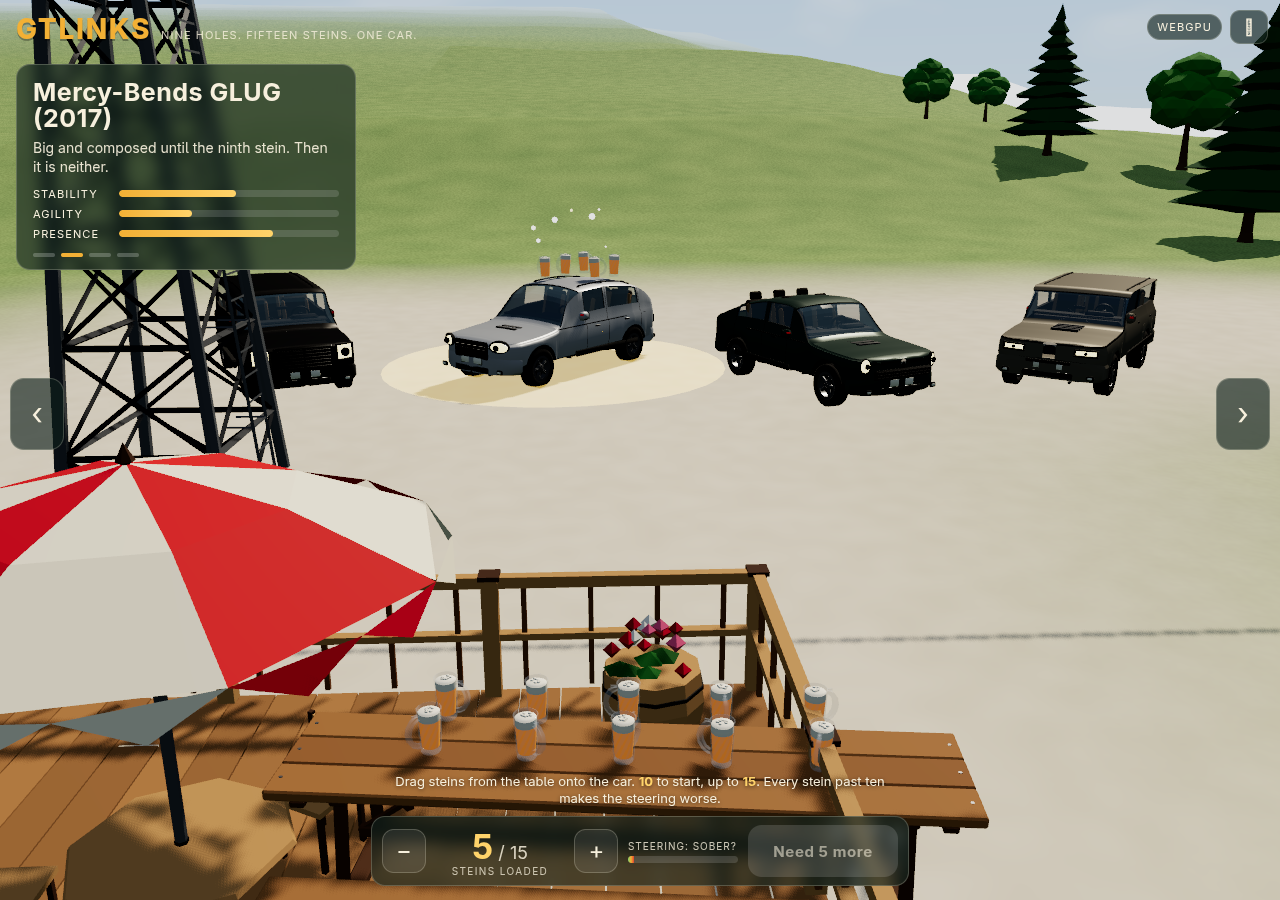 GTLINKS NINE HOLES. FIFTEEN STEINS. ONE CAR.
WEBGPU
Mercy-Bends GLUG
(2017)
Big and composed until the ninth stein. Then
it is neither.
STABILITY
AGILITY
PRESENCE
‹
›
Drag steins from the table onto the car. 10 to start, up to 15. Every stein past ten
makes the steering worse.
−
5 / 15
STEINS LOADED
+
STEERING: SOBER?
Need 5 more